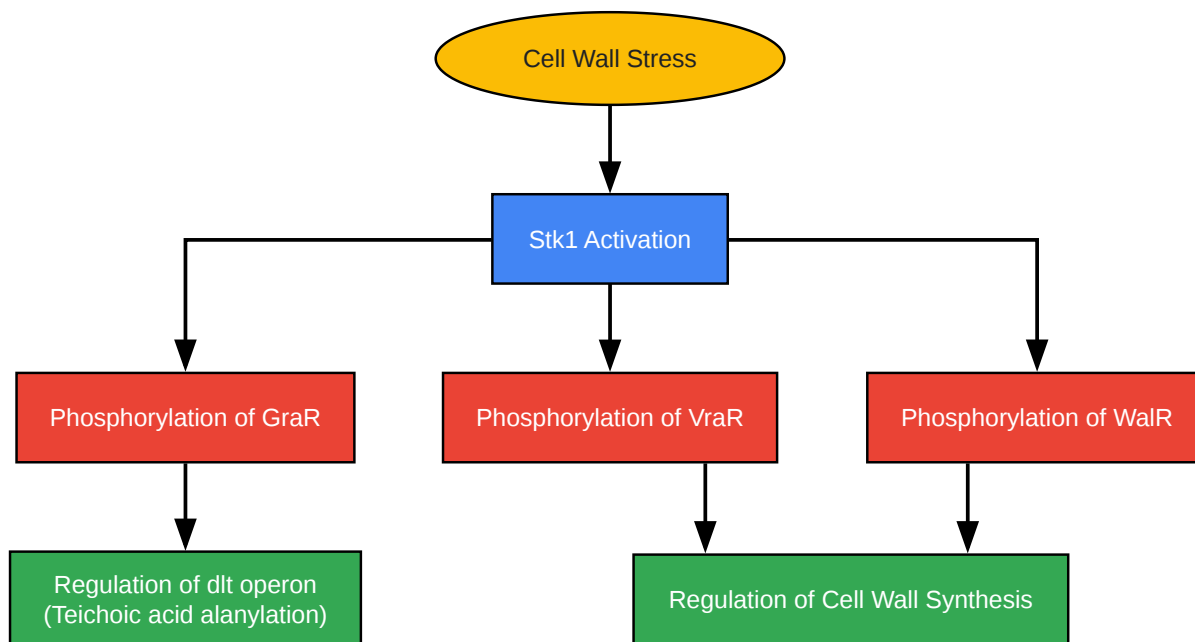 Cell Wall Stress
Stk1 Activation
Phosphorylation of GraR
Phosphorylation of VraR
Phosphorylation of WalR
Regulation of dlt operon
(Teichoic acid alanylation)
Regulation of Cell Wall Synthesis